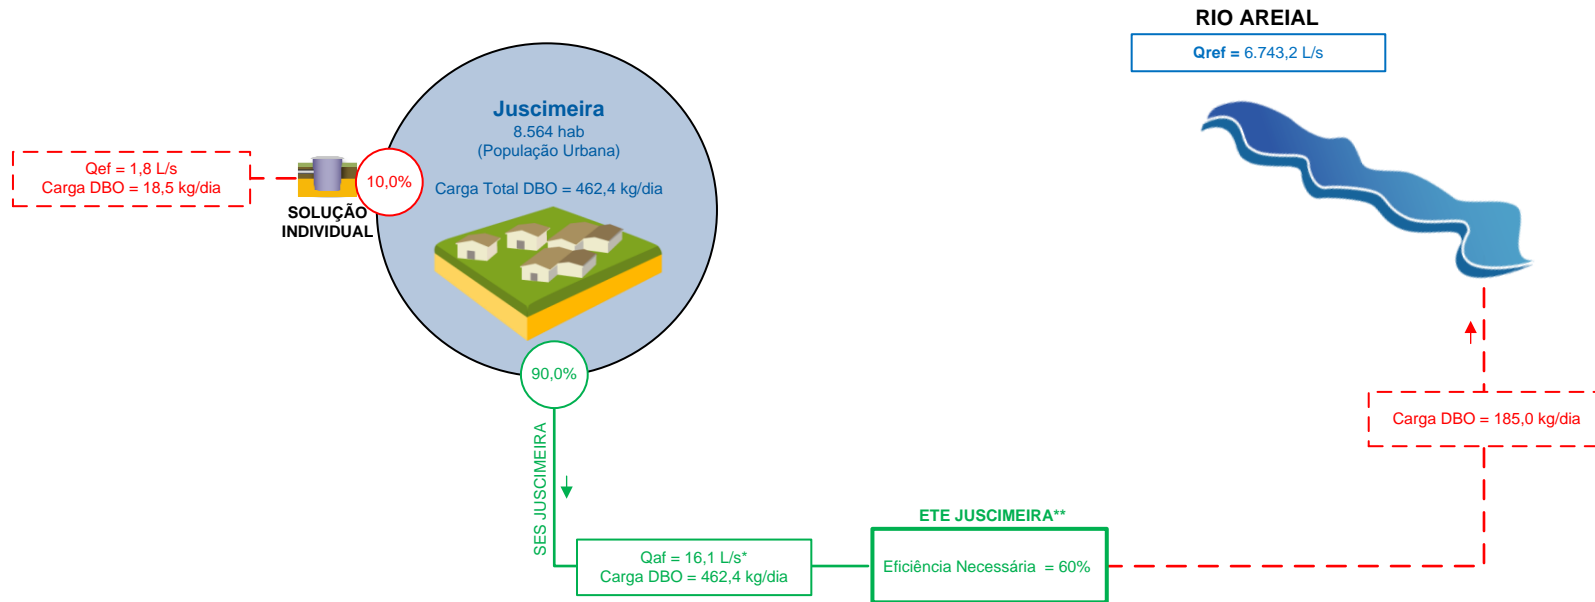 RIO AREIAL
Qref = 6.743,2 L/s
Juscimeira
8.564 hab
(População Urbana)
Carga Total DBO = 462,4 kg/dia
Qef = 1,8 L/s
Carga DBO = 18,5 kg/dia
10,0%
SOLUÇÃO
INDIVIDUAL
90,0%
SES JUSCIMEIRA
Qaf = 16,1 L/s*
Carga DBO = 462,4 kg/dia
ETE JUSCIMEIRA**
Eficiência Necessária = 60%
Carga DBO = 185,0 kg/dia